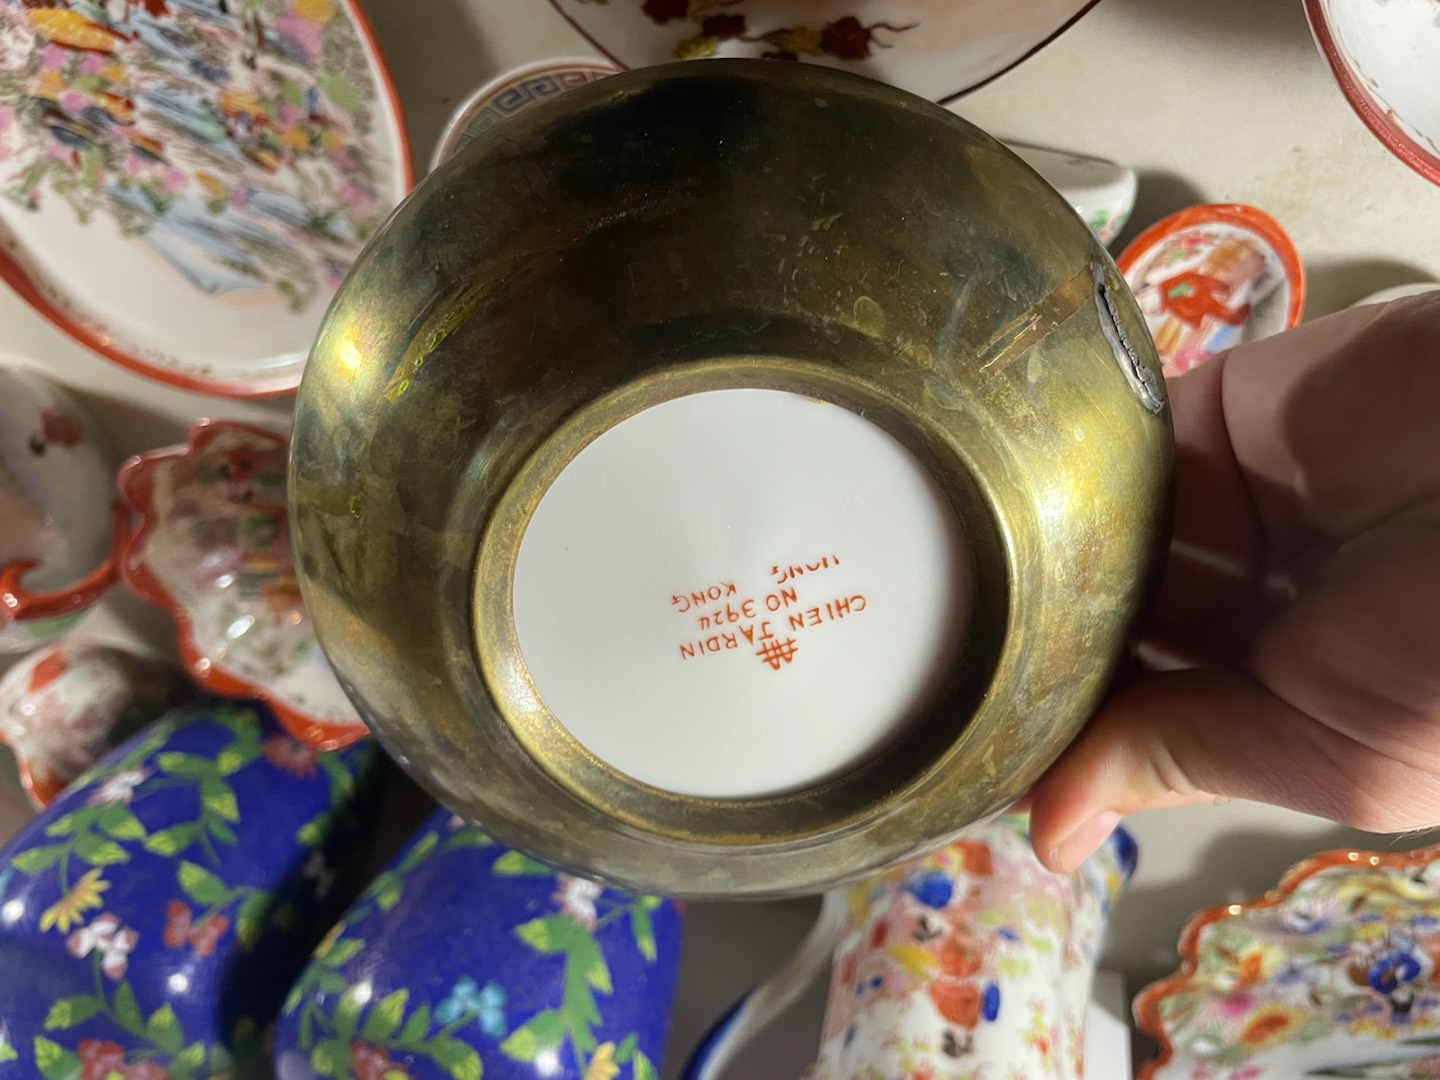 CHIEN JARDIN
NO 3924
HONG KONG